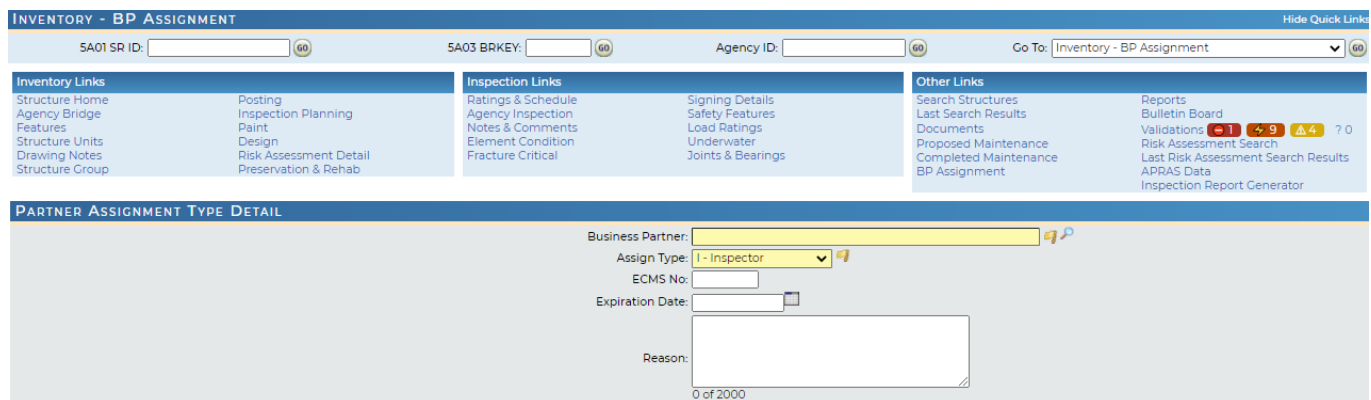 INVENTORY - BP ASSIGNMENT Hide Quick Links
5A01 SR ID: GO 5A03 BRKEY: GO Agency ID: GO Go To: Inventory - BP Assignment GO
Inventory Links
Structure Home Posting
Agency Bridge Inspection Planning
Features Paint
Structure Units Design
Drawing Notes Risk Assessment Detail
Structure Group Preservation & Rehab
Inspection Links
Ratings & Schedule Signing Details
Agency Inspection Safety Features
Notes & Comments Load Ratings
Element Condition Underwater
Fracture Critical Joints & Bearings
Other Links
Search Structures Reports
Last Search Results Bulletin Board
Documents Validations 1 9 4 ? 0
Proposed Maintenance Risk Assessment Search
Completed Maintenance Last Risk Assessment Search Results
BP Assignment APRAS Data
Inspection Report Generator
PARTNER ASSIGNMENT TYPE DETAIL
Business Partner:
Assign Type: I - Inspector
ECMS No:
Expiration Date:
Reason:
0 of 2000